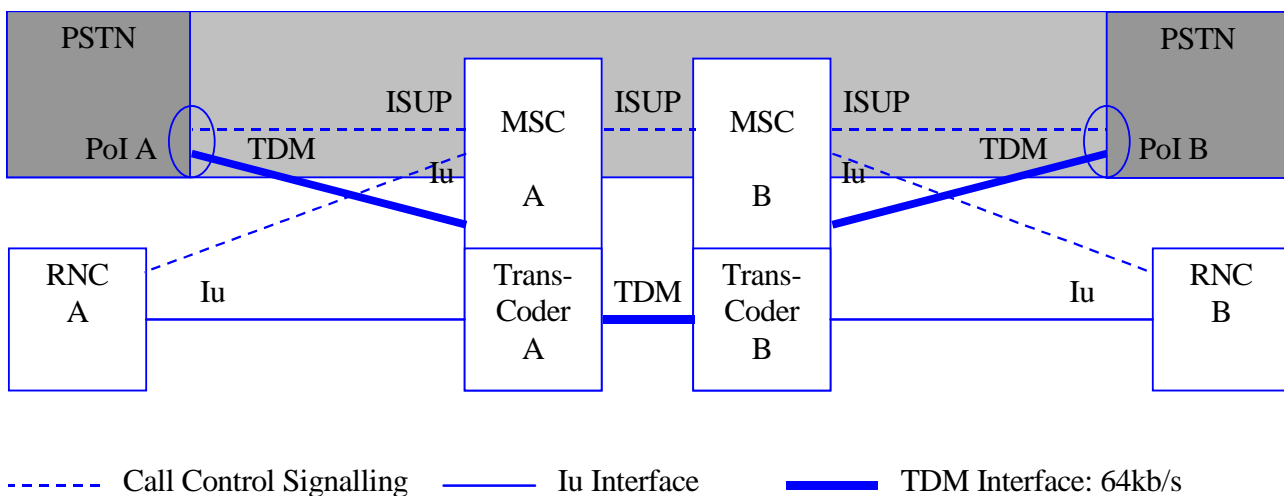 PSTN
PSTN
ISUP
ISUP
ISUP
MSC
A
MSC
B
PoI A
TDM
TDM
PoI B
Iu
Iu
RNC
A
Iu
Trans-
Coder
A
TDM
Trans-
Coder
B
Iu
RNC
B
Call Control Signalling
Iu Interface
TDM Interface: 64kb/s